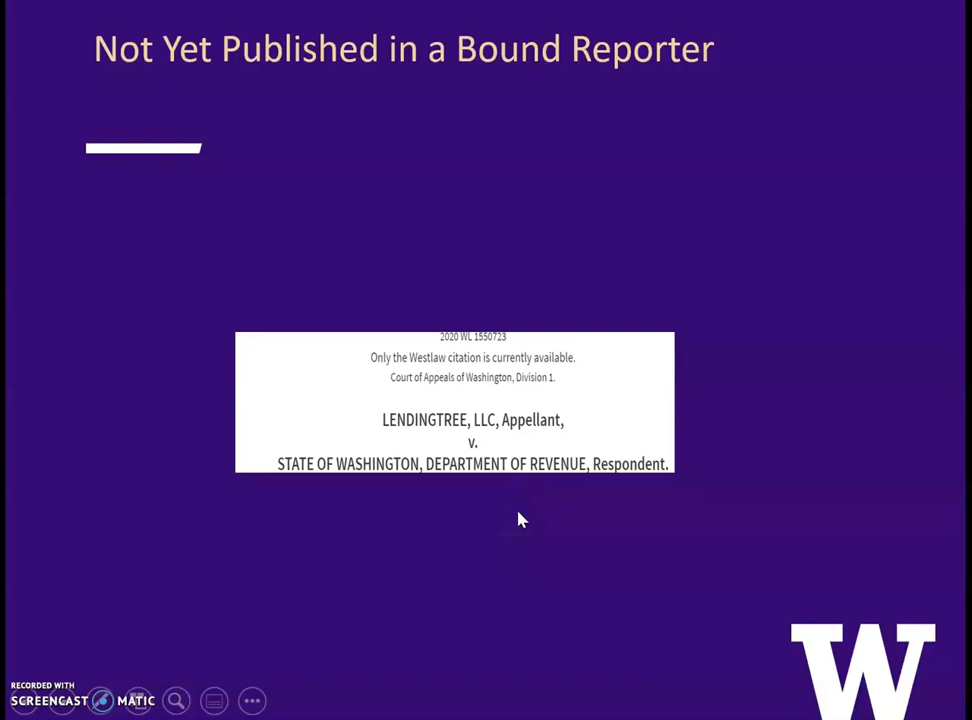 Not Yet Published in a Bound Reporter
2020 WL 1550723
Only the Westlaw citation is currently available.
Court of Appeals of Washington, Division 1.
LENDINGTREE, LLC, Appellant,
v.
STATE OF WASHINGTON, DEPARTMENT OF REVENUE, Respondent.
W
RECORDED WITH
SCREENCAST MATIC